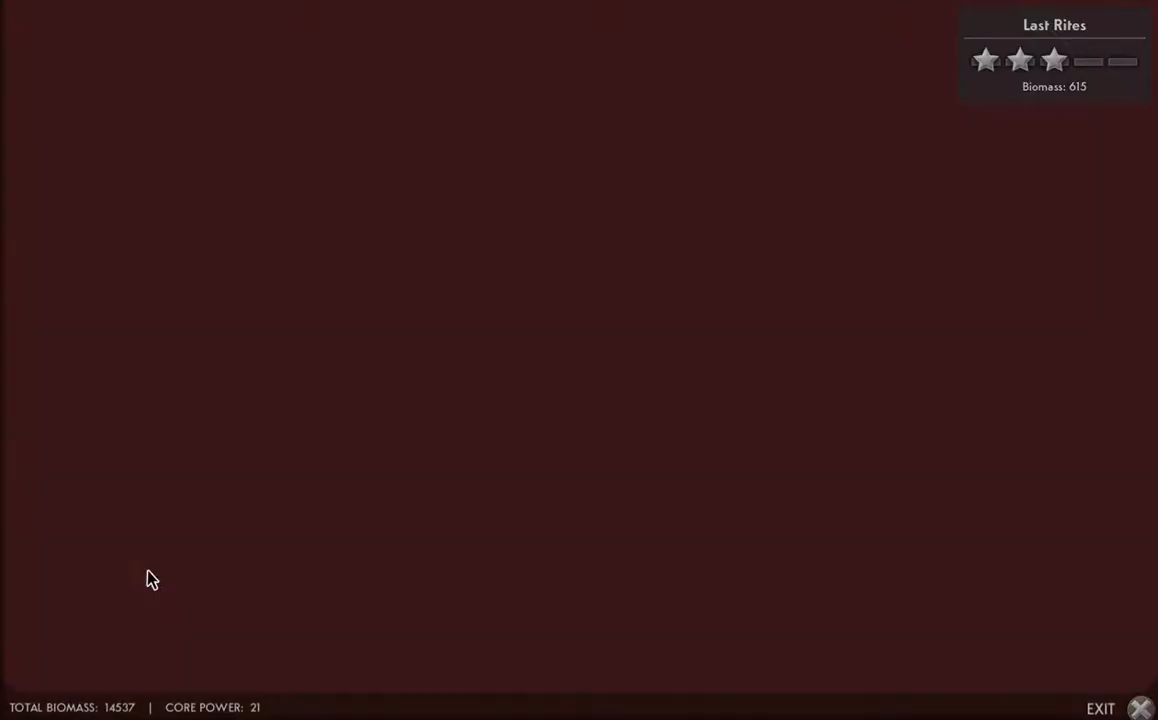 Last Rites
Biomass: 615
TOTAL BIOMASS: 14537 | CORE POWER: 21
EXIT